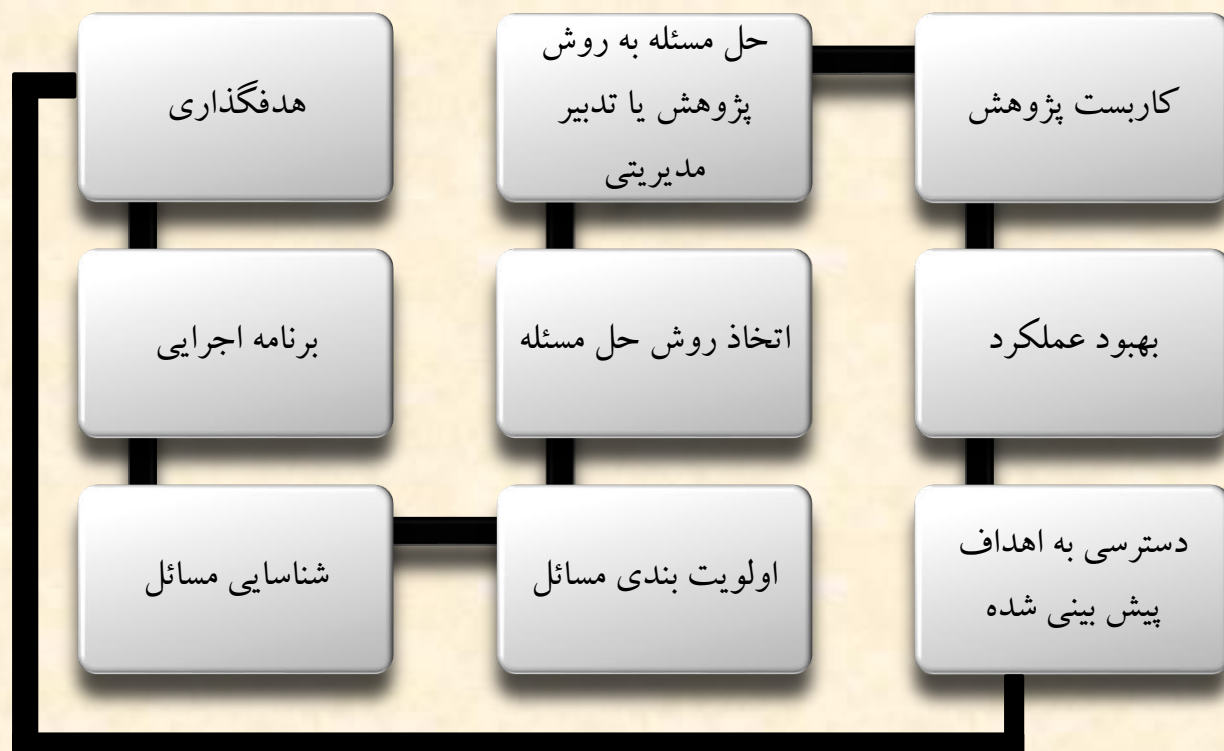 هدفگذاری
برنامه اجرایی
شناسایی مسائل
اولویت بندی مسائل
اتخاذ روش حل مسئله
حل مسئله به روش
پژوهش یا تدبیر
مدیریتی
کاربست پژوهش
بهبود عملکرد
دسترسی به اهداف
پیش بینی شده